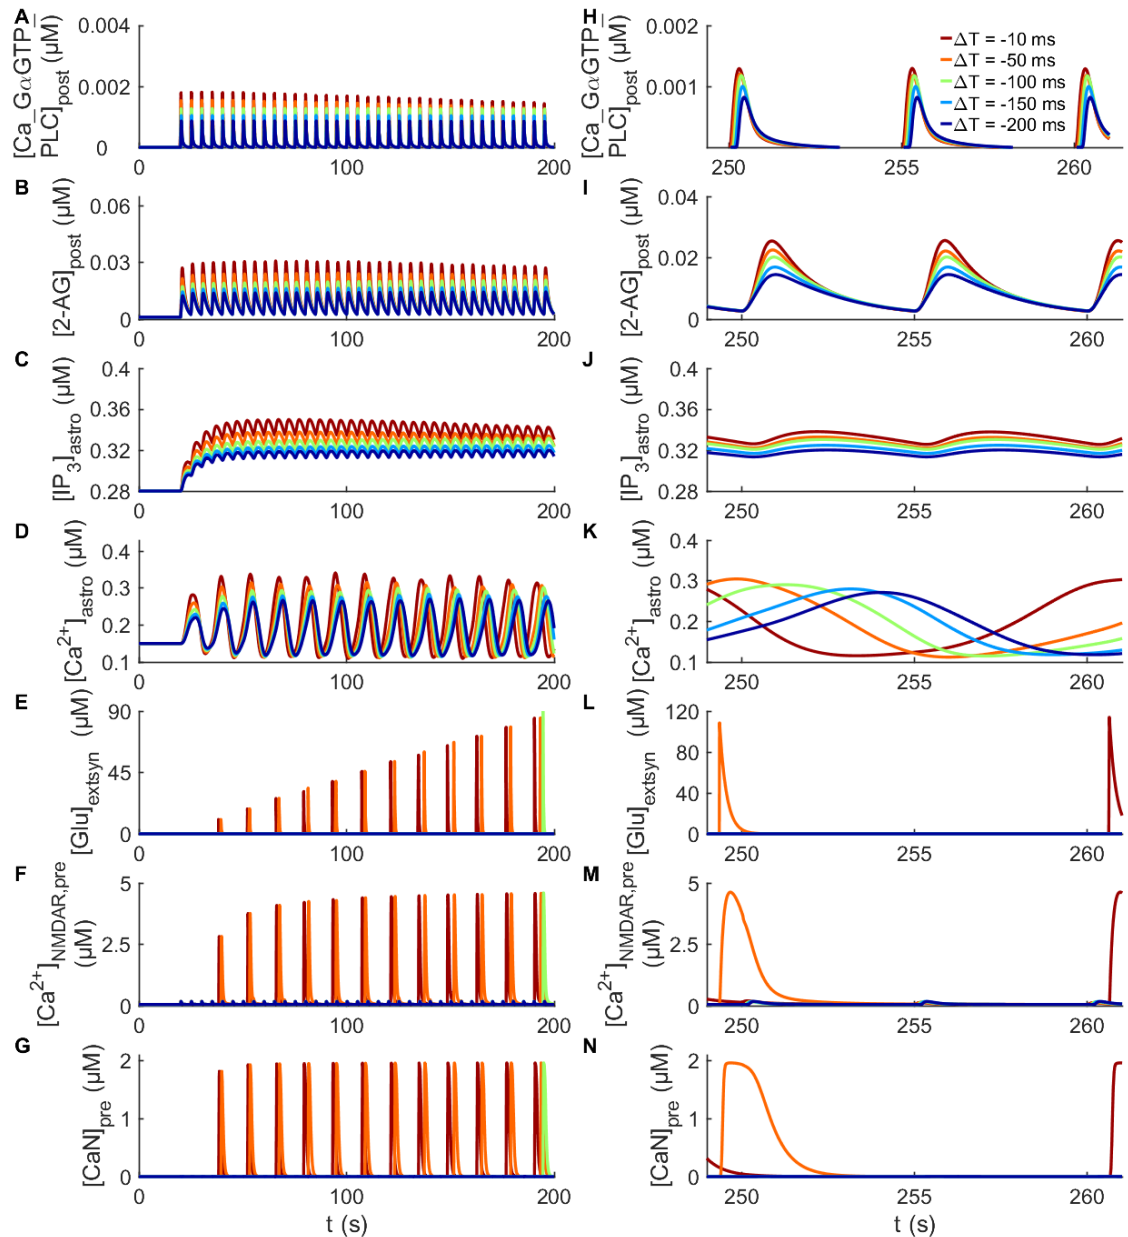 A
[Ca_GαGTP_
PLC]post (μM)
0.004
0.002
0
0
100
200
B
[2-AG]post (μM)
0.06
0.03
0
0
100
200
C
[IP3]astro (μM)
0.4
0.36
0.32
0.28
0
100
200
D
[Ca2+]astro (μM)
0.4
0.3
0.2
0.1
0
100
200
E
[Glu]extsyn (μM)
90
45
0
0
100
200
F
[Ca2+]NMDAR,pre
(μM)
5
2.5
0
0
100
200
G
[CaN]pre (μM)
2
1
0
0
100
200
t (s)
H
[Ca_GαGTP_
PLC]post (μM)
0.002
0.001
0
250
255
260
ΔT = -10 ms
ΔT = -50 ms
ΔT = -100 ms
ΔT = -150 ms
ΔT = -200 ms
I
[2-AG]post (μM)
0.04
0.02
0
250
255
260
J
[IP3]astro (μM)
0.4
0.36
0.32
0.28
250
255
260
K
[Ca2+]astro (μM)
0.4
0.3
0.2
0.1
250
255
260
L
[Glu]extsyn (μM)
120
80
40
0
250
255
260
M
[Ca2+]NMDAR,pre
(μM)
5
2.5
0
250
255
260
N
[CaN]pre (μM)
2
1
0
250
255
260
t (s)